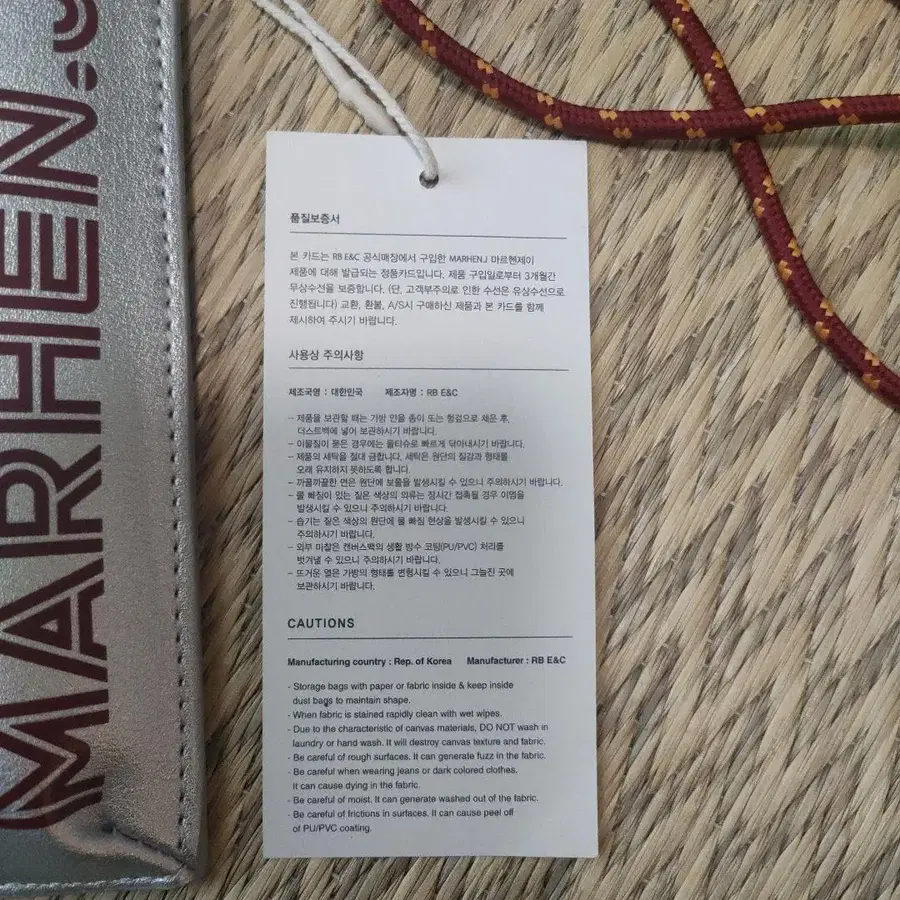 MARHEN.J
품질보증서
본 카드는 RB E&C 공식매장에서 구입한 MARHEN.J 마르헨제이
제품에 대해 발급되는 정품카드입니다. 제품 구입일로부터 3개월간
무상수선을 보증합니다. (단, 고객부주의로 인한 수선은 유상수선으로
진행됩니다) 교환, 환불, A/S시 구매하신 제품과 본 카드를 함께
제시하여 주시기 바랍니다.
사용상 주의사항
제조국명 : 대한민국 제조자명 : RB E&C
- 제품을 보관할 때는 가방 안을 종이 또는 헝겊으로 채운 후,
더스트백에 넣어 보관하시기 바랍니다.
- 이물질이 묻은 경우에는 물티슈로 빠르게 닦아내시기 바랍니다.
- 제품의 세탁을 절대 금합니다. 세탁은 원단의 질감과 형태를
오래 유지하지 못하도록 합니다.
- 까끌까끌한 면은 원단에 보풀을 발생시킬 수 있으니 주의하시기 바랍니다.
- 물 빠짐이 있는 짙은 색상의 의류는 장시간 접촉될 경우 이염을
발생시킬 수 있으니 주의하시기 바랍니다.
- 습기는 짙은 색상의 원단에 물 빠짐 현상을 발생시킬 수 있으니
주의하시기 바랍니다.
- 외부 마찰은 캔버스백의 생활 방수 코팅(PU/PVC) 처리를
벗겨낼 수 있으니 주의하시기 바랍니다.
- 뜨거운 열은 가방의 형태를 변형시킬 수 있으니 그늘진 곳에
보관하시기 바랍니다.
CAUTIONS
Manufacturing country : Rep. of Korea Manufacturer : RB E&C
- Storage bags with paper or fabric inside & keep inside
dust bags to maintain shape.
- When fabric is stained rapidly clean with wet wipes.
- Due to the characteristic of canvas materials, DO NOT wash in
laundry or hand wash. It will destroy canvas texture and fabric.
- Be careful of rough surfaces. It can generate fuzz in the fabric.
- Be careful when wearing jeans or dark colored clothes.
It can cause dying in the fabric.
- Be careful of moist. It can generate washed out of the fabric.
- Be careful of frictions in surfaces. It can cause peel off
of PU/PVC coating.